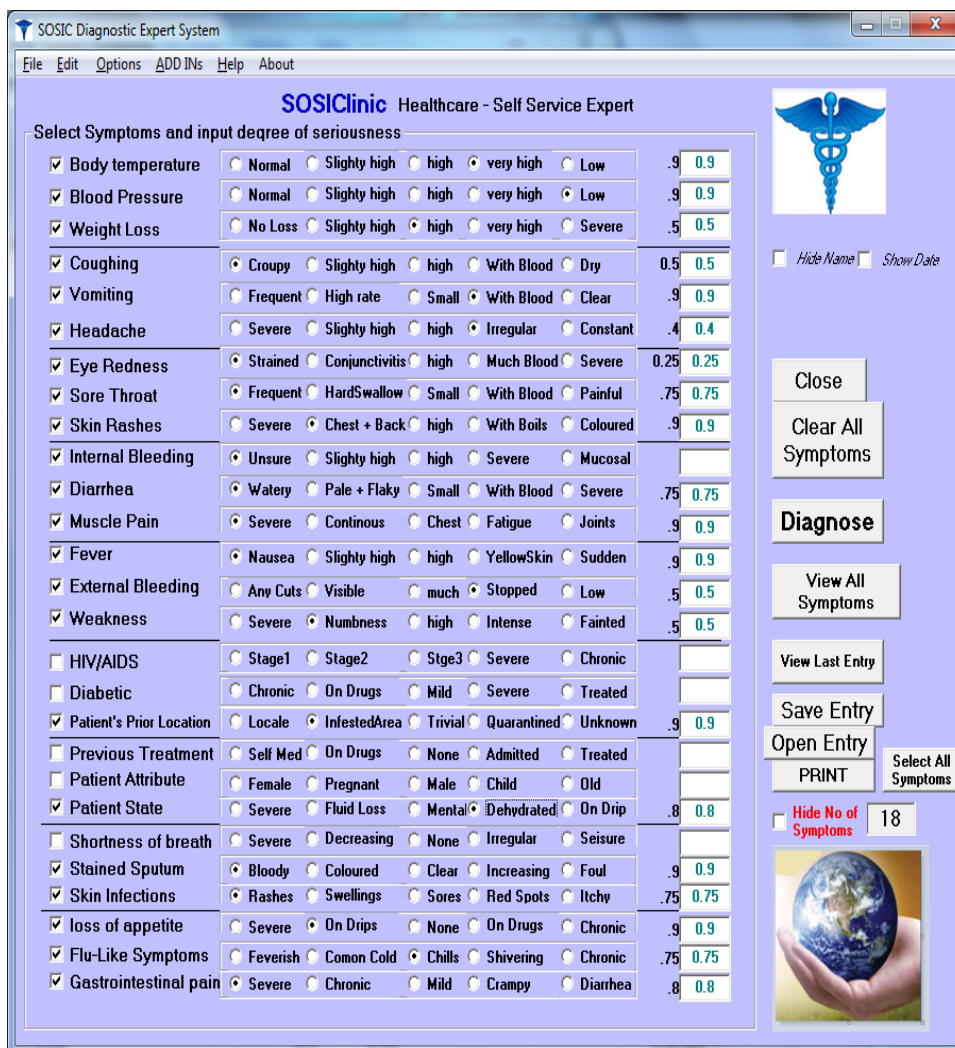 SOSIC Diagnostic Expert System
File Edit Options ADD INs Help About
SOSIClinic Healthcare - Self Service Expert
Select Symptoms and input degree of seriousness
Body temperature Normal Slighty high high very high Low .9 0.9
Blood Pressure Normal Slighty high high very high Low .9 0.9
Weight Loss No Loss Slighty high high very high Severe .5 0.5
Hide Name Show Date
Coughing Croupy Slighty high high With Blood Dry 0.5 0.5
Vomiting Frequent High rate Small With Blood Clear .9 0.9
Headache Severe Slighty high high Irregular Constant .4 0.4
Eye Redness Strained Conjunctivitis high Much Blood Severe 0.25 0.25
Sore Throat Frequent HardSwallow Small With Blood Painful .75 0.75
Skin Rashes Severe Chest + Back high With Boils Coloured .9 0.9
Internal Bleeding Unsure Slighty high high Severe Mucosal
Diarrhea Watery Pale + Flaky Small With Blood Severe .75 0.75
Muscle Pain Severe Continous Chest Fatigue Joints .9 0.9
Fever Nausea Slighty high high YellowSkin Sudden .9 0.9
External Bleeding Any Cuts Visible much Stopped Low .5 0.5
Weakness Severe Numbness high Intense Fainted .5 0.5
HIV/AIDS Stage1 Stage2 Stge3 Severe Chronic
Diabetic Chronic On Drugs Mild Severe Treated
Patient's Prior Location Locale InfestedArea Trivial Quarantined Unknown .9 0.9
Previous Treatment Self Med On Drugs None Admitted Treated
Patient Attribute Female Pregnant Male Child Old
Patient State Severe Fluid Loss Mental Dehydrated On Drip .8 0.8
Shortness of breath Severe Decreasing None Irregular Seisure
Stained Sputum Bloody Coloured Clear Increasing Foul .9 0.9
Skin Infections Rashes Swellings Sores Red Spots Itchy .75 0.75
loss of appetite Severe On Drips None On Drugs Chronic .9 0.9
Flu-Like Symptoms Feverish Comon Cold Chills Shivering Chronic .75 0.75
Gastrointestinal pain Severe Chronic Mild Crampy Diarrhea .8 0.8
Close
Clear All
Symptoms
Diagnose
View All
Symptoms
View Last Entry
Save Entry
Open Entry
PRINT
Select All
Symptoms
Hide No of
Symptoms
18